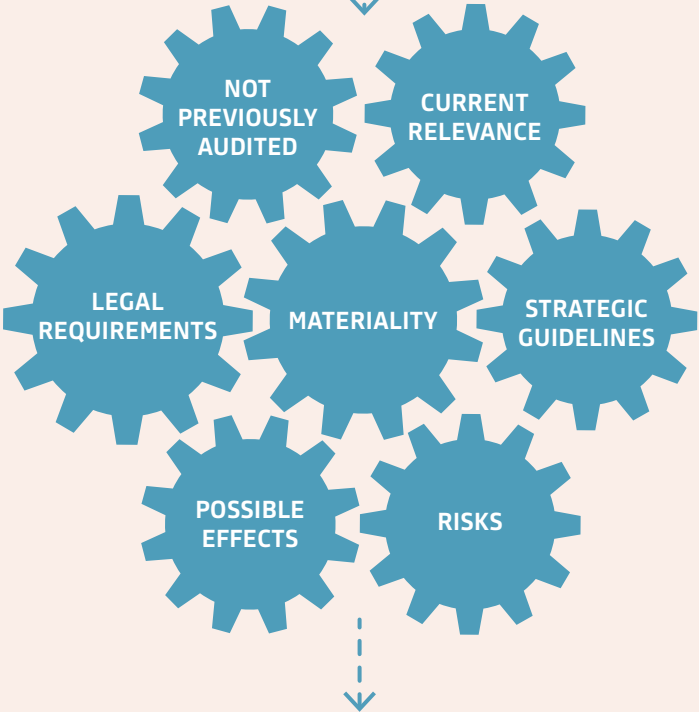 NOT
PREVIOUSLY
AUDITED
CURRENT
RELEVANCE
LEGAL
REQUIREMENTS
MATERIALITY
STRATEGIC
GUIDELINES
POSSIBLE
EFFECTS
RISKS